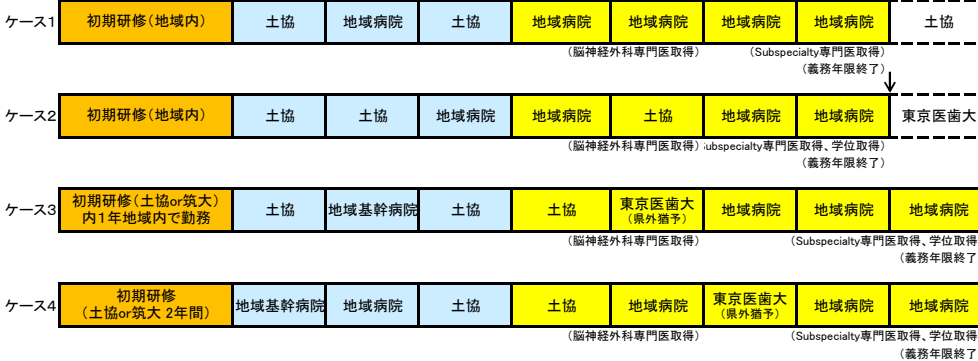 ケース1 初期研修(地域内) 土協 地域病院 土協 地域病院 地域病院 地域病院 地域病院 土協
(脳神経外科専門医取得) (Subspecialty専門医取得)
(義務年限終了)
ケース2 初期研修(地域内) 土協 土協 地域病院 地域病院 土協 地域病院 地域病院 東京医歯大
(脳神経外科専門医取得) ubspecialty専門医取得、学位取得)
(義務年限終了)
ケース3 初期研修(土協or筑大)
内1年地域内で勤務 土協 地域基幹病院 土協 土協 東京医歯大
(県外猶予) 地域病院 地域病院 地域病院
(脳神経外科専門医取得) (Subspecialty専門医取得、学位取得
(義務年限終了
ケース4 初期研修
(土協or筑大 2年間) 地域基幹病院 地域病院 土協 土協 地域病院 東京医歯大
(県外猶予) 地域病院 地域病院
(脳神経外科専門医取得) (Subspecialty専門医取得、学位取得
(義務年限終了